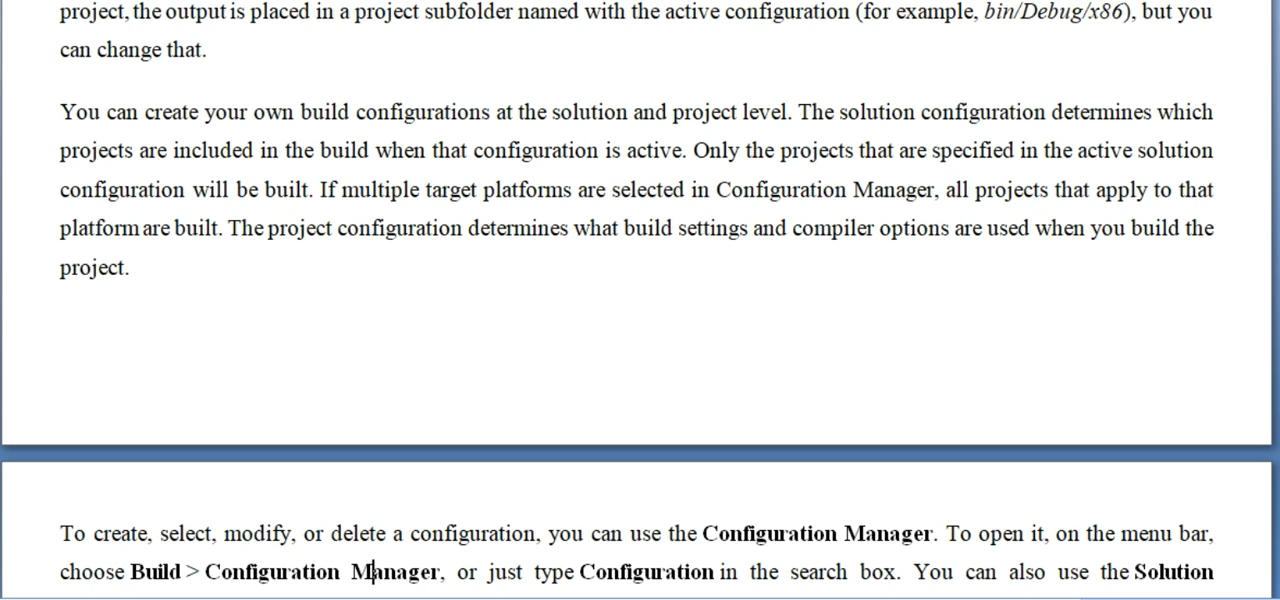 project, the output is placed in a project subfolder named with the active configuration (for example, bin/Debug/x86), but you
can change that.
You can create your own build configurations at the solution and project level. The solution configuration determines which
projects are included in the build when that configuration is active. Only the projects that are specified in the active solution
configuration will be built. If multiple target platforms are selected in Configuration Manager, all projects that apply to that
platform are built. The project configuration determines what build settings and compiler options are used when you build the
project.
To create, select, modify, or delete a configuration, you can use the Configuration Manager. To open it, on the menu bar,
choose Build > Configuration Manager, or just type Configuration in the search box. You can also use the Solution